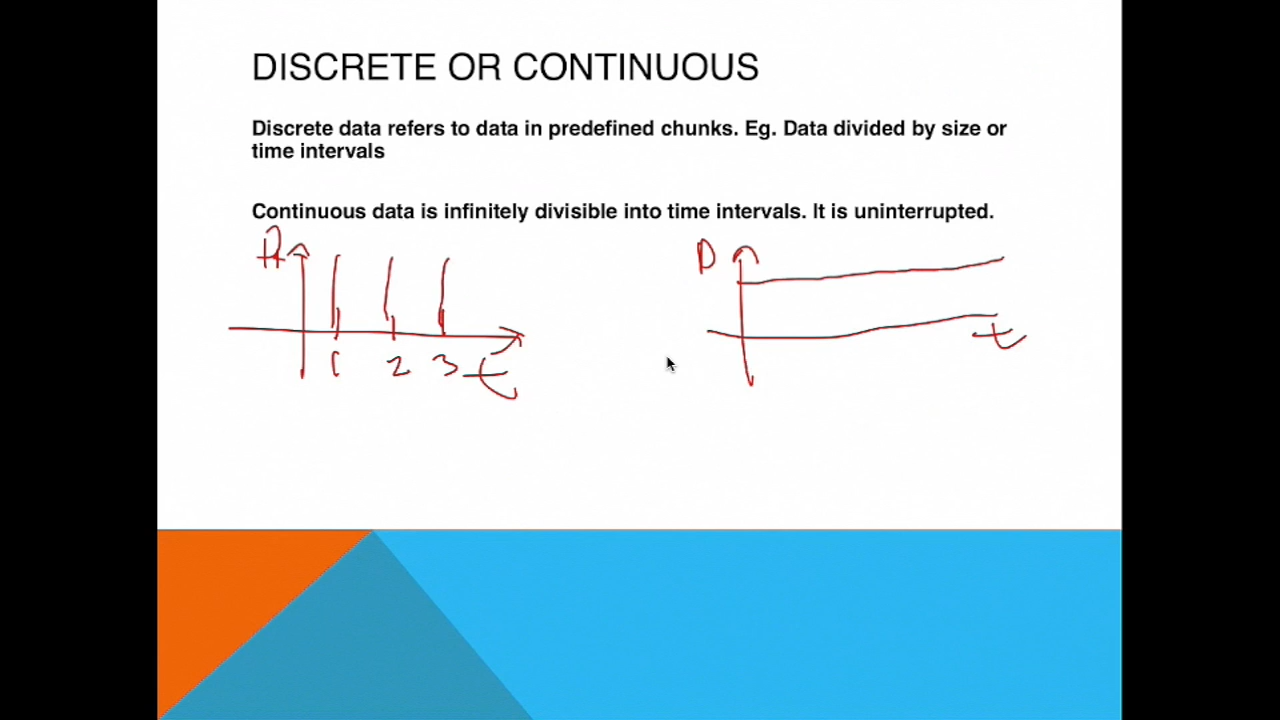 DISCRETE OR CONTINUOUS
Discrete data refers to data in predefined chunks. Eg. Data divided by size or
time intervals
Continuous data is infinitely divisible into time intervals. It is uninterrupted.
D
t
1 2 3 t